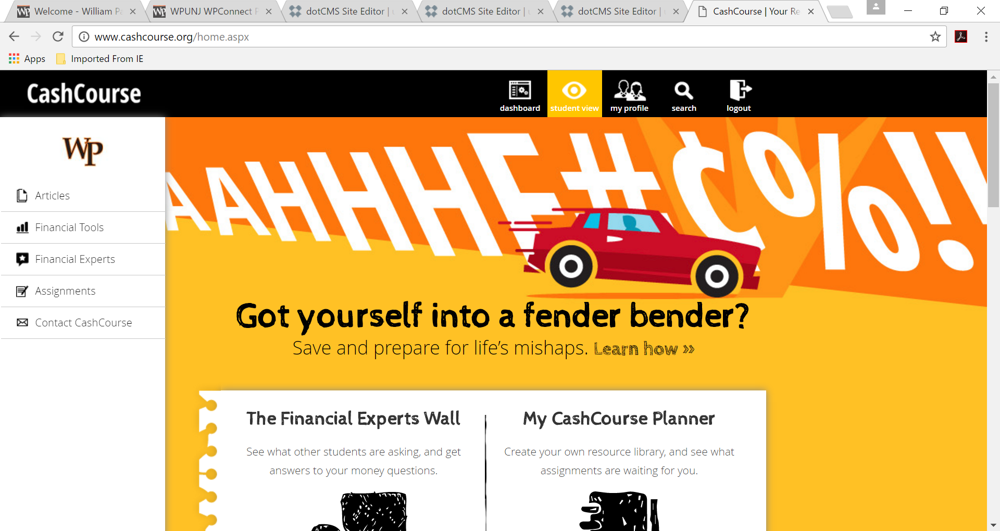 Welcome - William Pa
WPUNJ WPConnect P
dotCMS Site Editor |
dotCMS Site Editor |
dotCMS Site Editor |
CashCourse | Your Re
www.cashcourse.org/home.aspx
Apps
Imported From IE
CashCourse
dashboard
student view
my profile
search
logout
WP
Articles
Financial Tools
Financial Experts
Assignments
Contact CashCourse
AAHHHF#¢%!!
Got yourself into a fender bender?
Save and prepare for life's mishaps. Learn how »
The Financial Experts Wall
See what other students are asking, and get
answers to your money questions.
My CashCourse Planner
Create your own resource library, and see what
assignments are waiting for you.